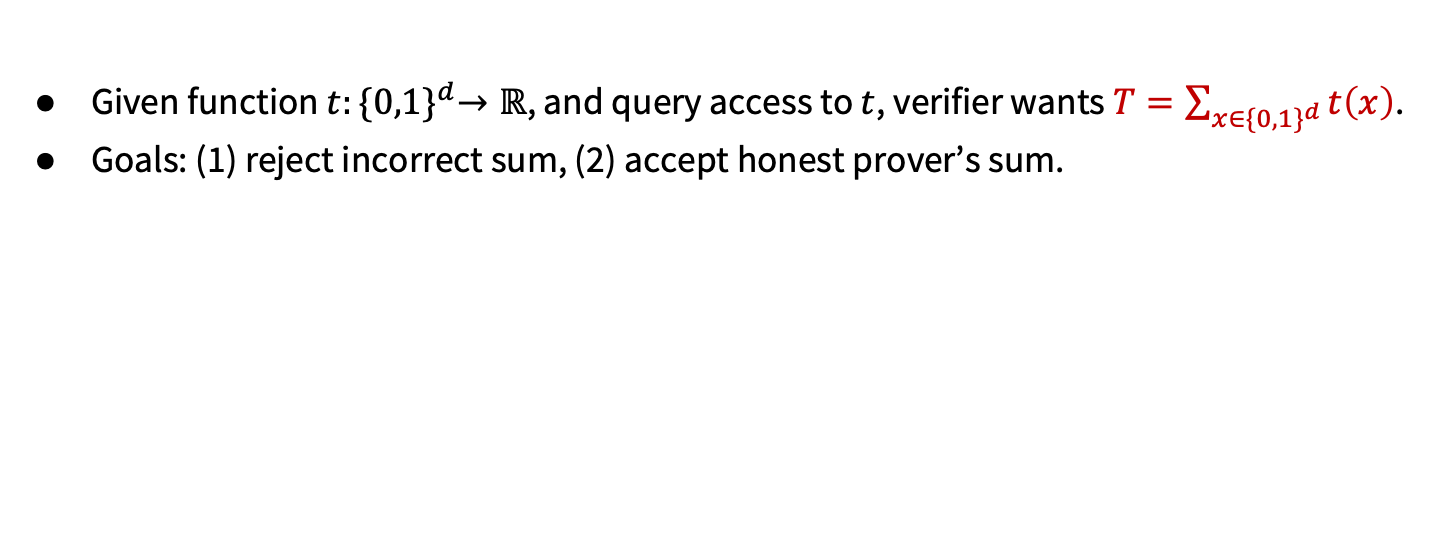 ● Given function 𝑡: {0,1}ᵈ → ℝ, and query access to 𝑡, verifier wants 𝑇 = ∑_{𝑥∈{0,1}ᵈ} 𝑡(𝑥).
● Goals: (1) reject incorrect sum, (2) accept honest prover’s sum.